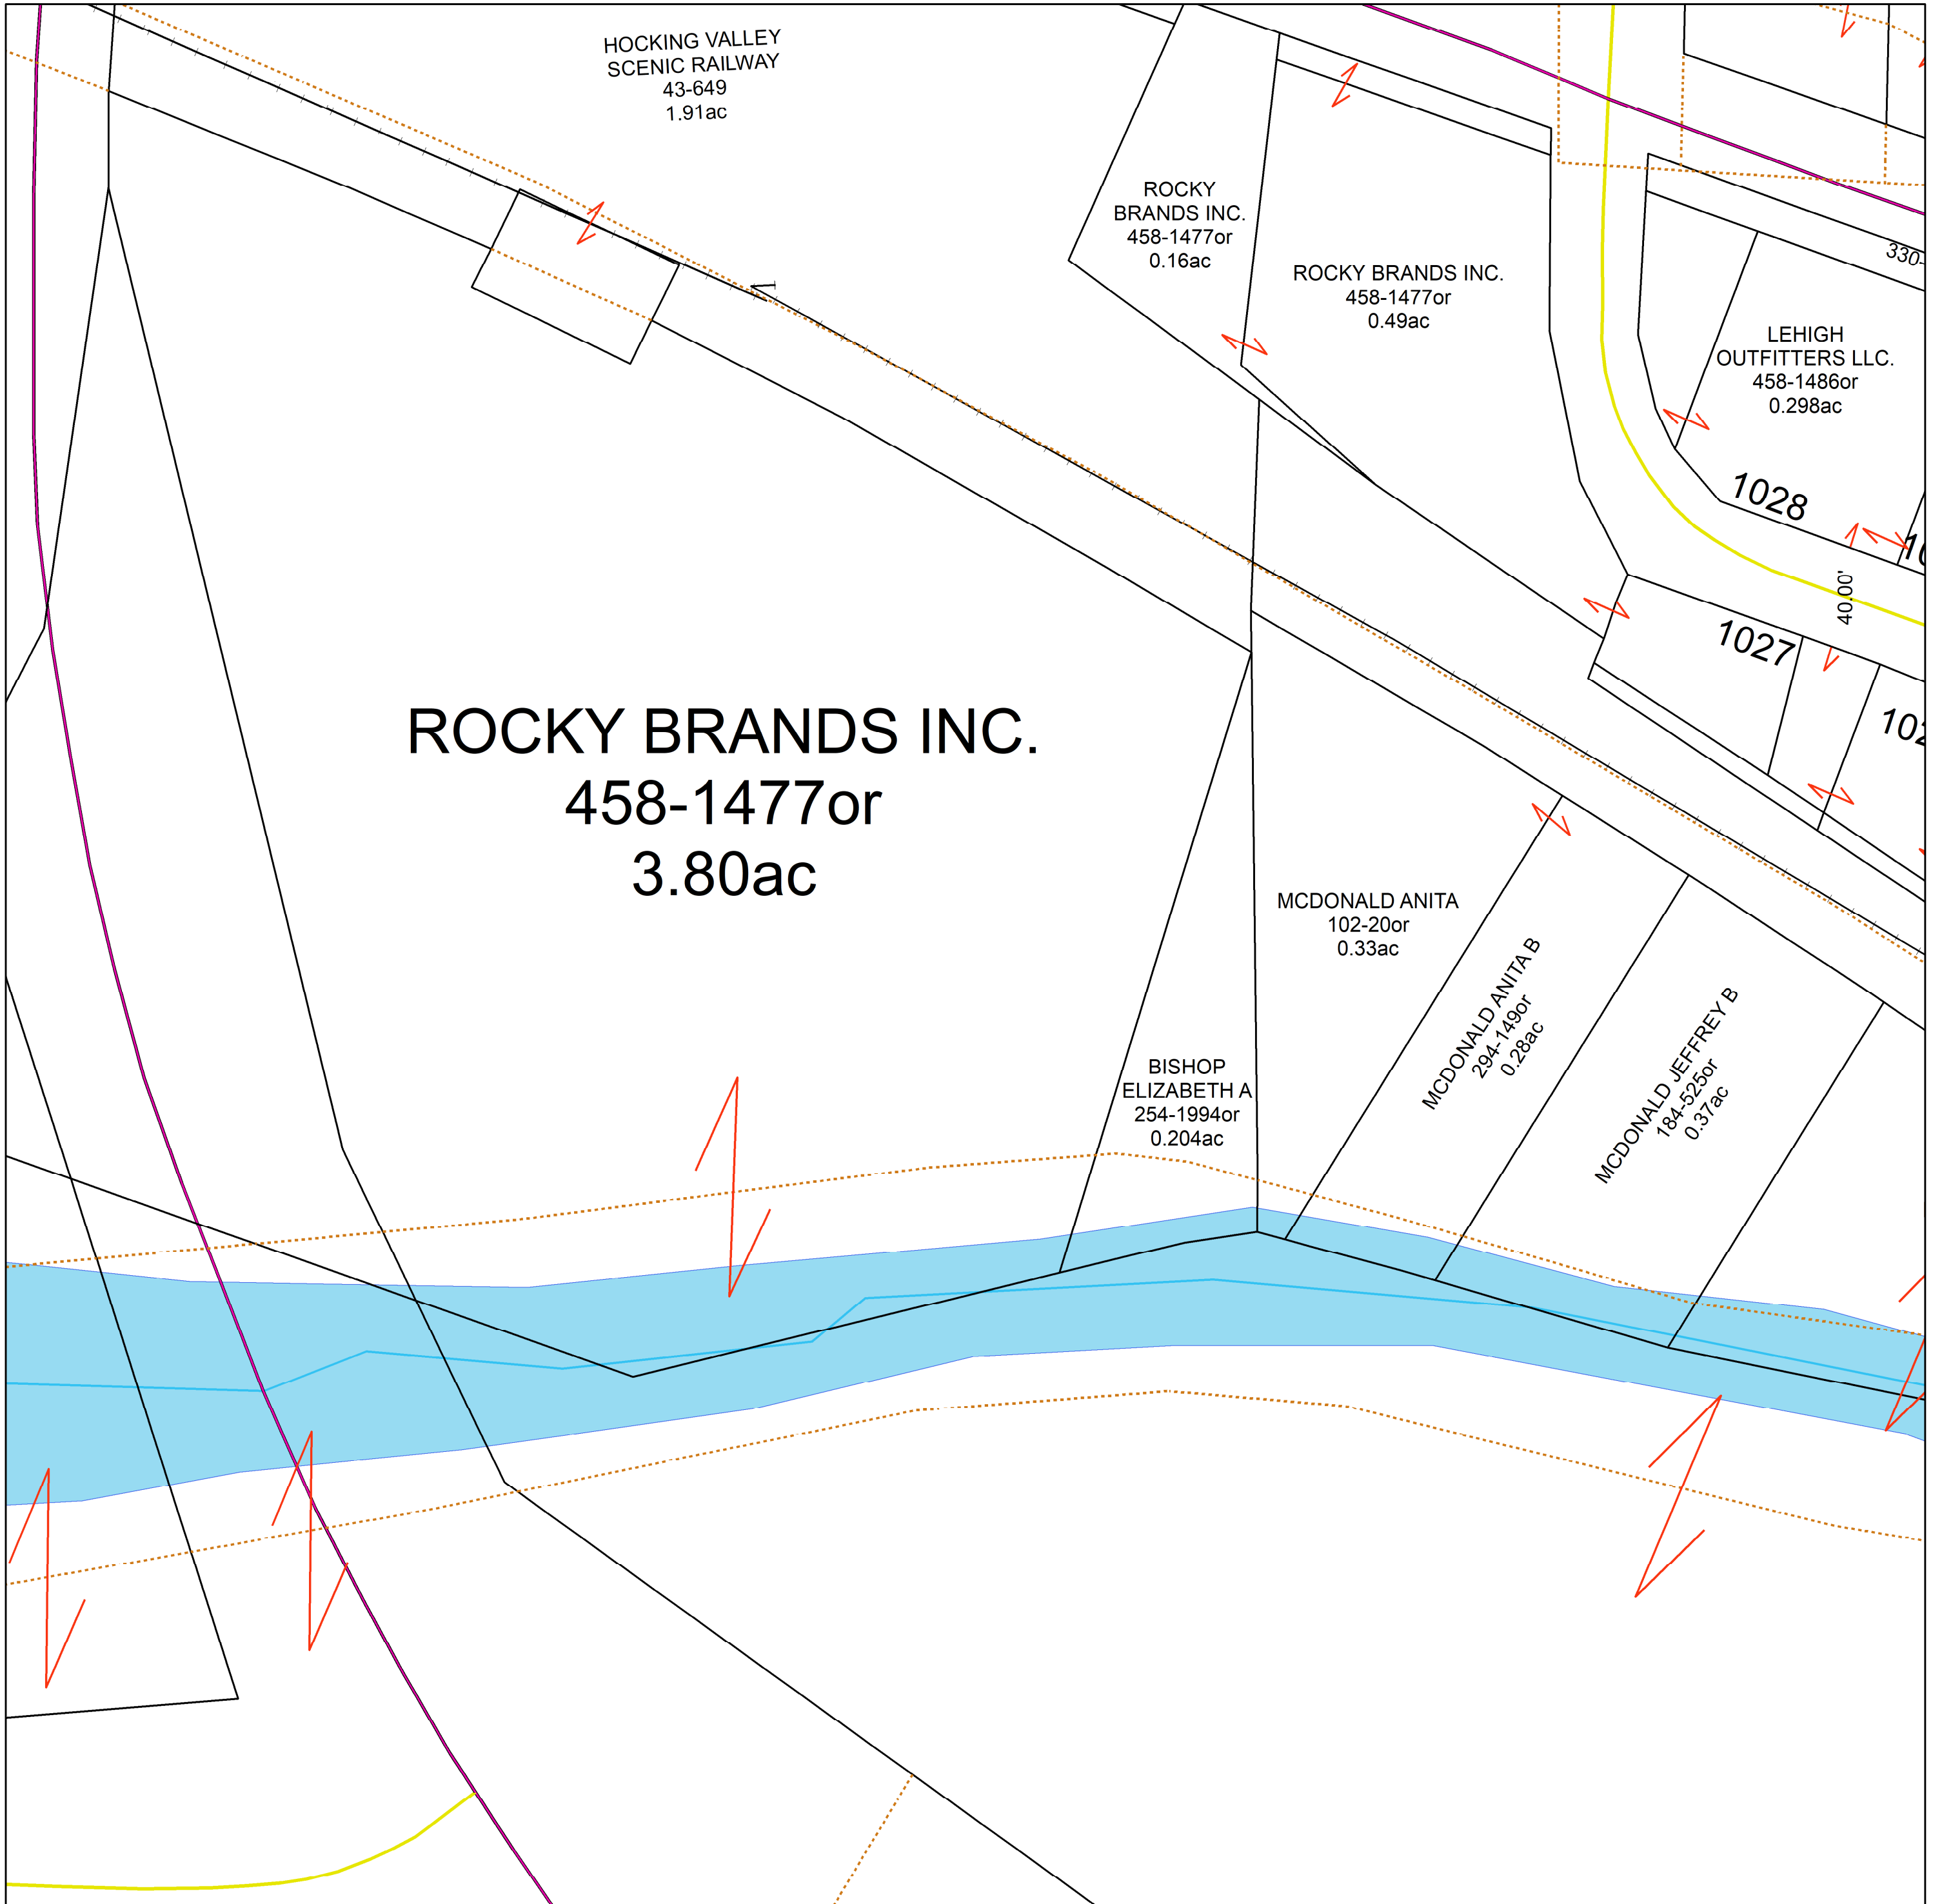 HOCKING VALLEY
SCENIC RAILWAY
43-649
1.91ac
ROCKY
BRANDS INC.
458-1477or
0.16ac
ROCKY BRANDS INC.
458-1477or
0.49ac
330-
LEHIGH
OUTFITTERS LLC.
458-1486or
0.298ac
1028
40.00'
1027
ROCKY BRANDS INC.
458-1477or
3.80ac
MCDONALD ANITA
102-20or
0.33ac
MCDONALD ANITA B
294-149or
0.28ac
MCDONALD JEFFREY B
184-525or
0.37ac
BISHOP
ELIZABETH A
254-1994or
0.204ac